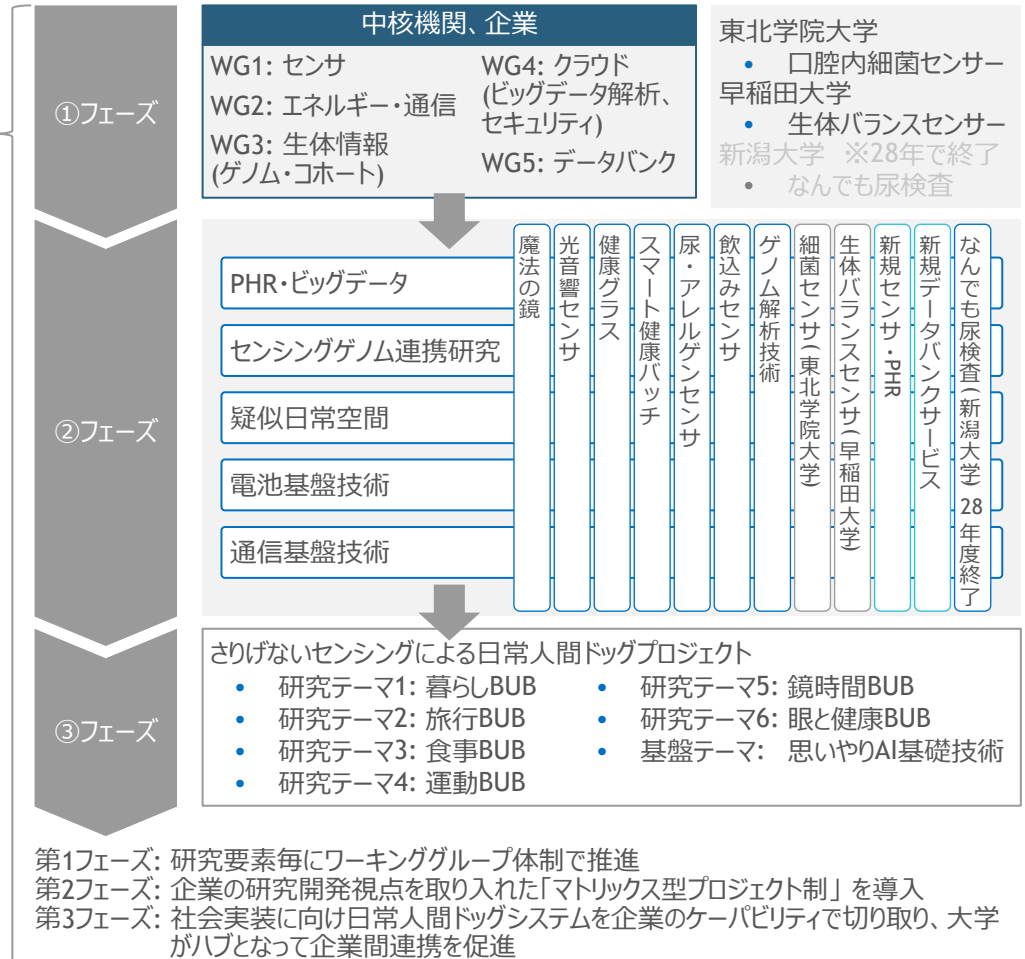 ①フェーズ
中核機関、企業
WG1: センサ
WG2: エネルギー・通信
WG3: 生体情報
(ゲノム・コホート)
WG4: クラウド
(ビッグデータ解析、
セキュリティ)
WG5: データバンク
東北学院大学
• 口腔内細菌センサー
早稲田大学
• 生体バランスセンサー
新潟大学 ※28年で終了
• なんでも尿検査
②フェーズ
PHR・ビッグデータ
センシングゲノム連携研究
疑似日常空間
電池基盤技術
通信基盤技術
魔法の鏡
光音響センサ
健康グラス
スマート健康バッチ
尿・アレルゲンセンサ
飲込みセンサ
ゲノム解析技術
細菌センサ(東北学院大学)
生体バランスセンサ(早稲田大学)
新規センサ・PHR
新規データバンクサービス
なんでも尿検査(新潟大学) 28年度終了
③フェーズ
さりげないセンシングによる日常人間ドッグプロジェクト
• 研究テーマ1: 暮らしBUB
• 研究テーマ2: 旅行BUB
• 研究テーマ3: 食事BUB
• 研究テーマ4: 運動BUB
• 研究テーマ5: 鏡時間BUB
• 研究テーマ6: 眼と健康BUB
• 基盤テーマ: 思いやりAI基礎技術
第1フェーズ: 研究要素毎にワーキンググループ体制で推進
第2フェーズ: 企業の研究開発視点を取り入れた「マトリックス型プロジェクト制」を導入
第3フェーズ: 社会実装に向け日常人間ドッグシステムを企業のケーパビリティで切り取り、大学
がハブとなって企業間連携を促進